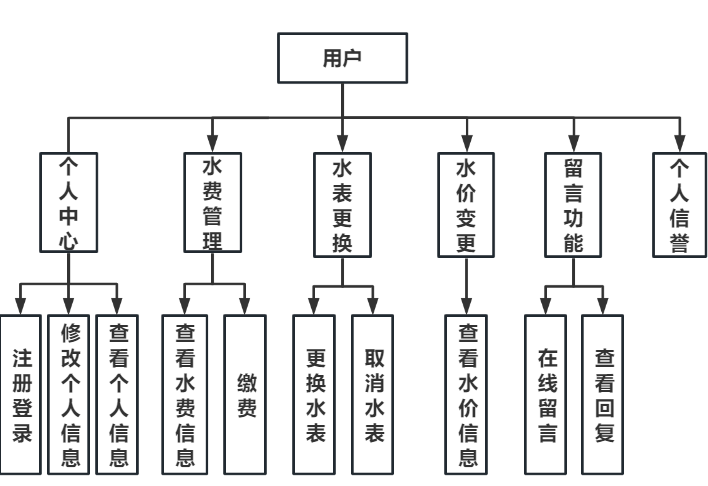 用户
个人中心
水费管理
水表更换
水价变更
留言功能
个人信誉
注册登录
修改个人信息
查看个人信息
查看水费信息
缴费
更换水表
取消水表
查看水价信息
在线留言
查看回复